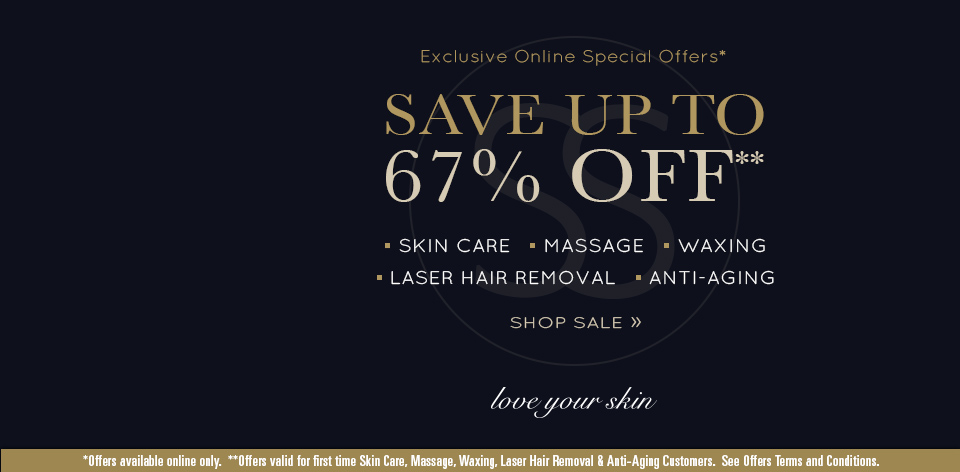 Exclusive Online Special Offers*
SAVE UP TO
67% OFF**
▪ SKIN CARE ▪ MASSAGE ▪ WAXING
▪ LASER HAIR REMOVAL ▪ ANTI-AGING
SHOP SALE »
love your skin
*Offers available online only. **Offers valid for first time Skin Care, Massage, Waxing, Laser Hair Removal & Anti-Aging Customers. See Offers Terms and Conditions.
SS